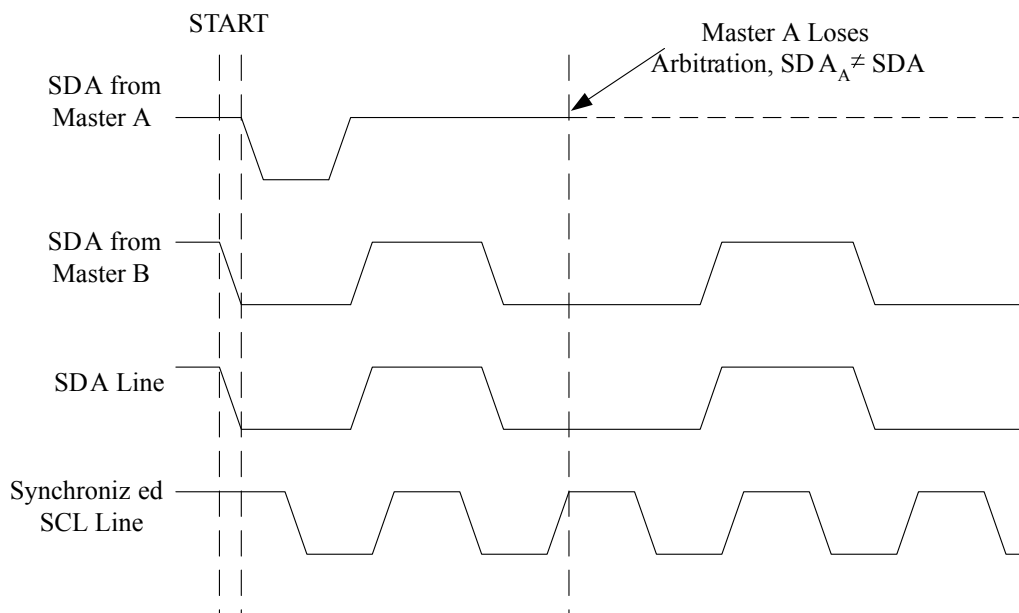 START
Master A Loses
Arbitration, SDA_A ≠ SDA
SDA from
Master A
SDA from
Master B
SDA Line
Synchroniz ed
SCL Line